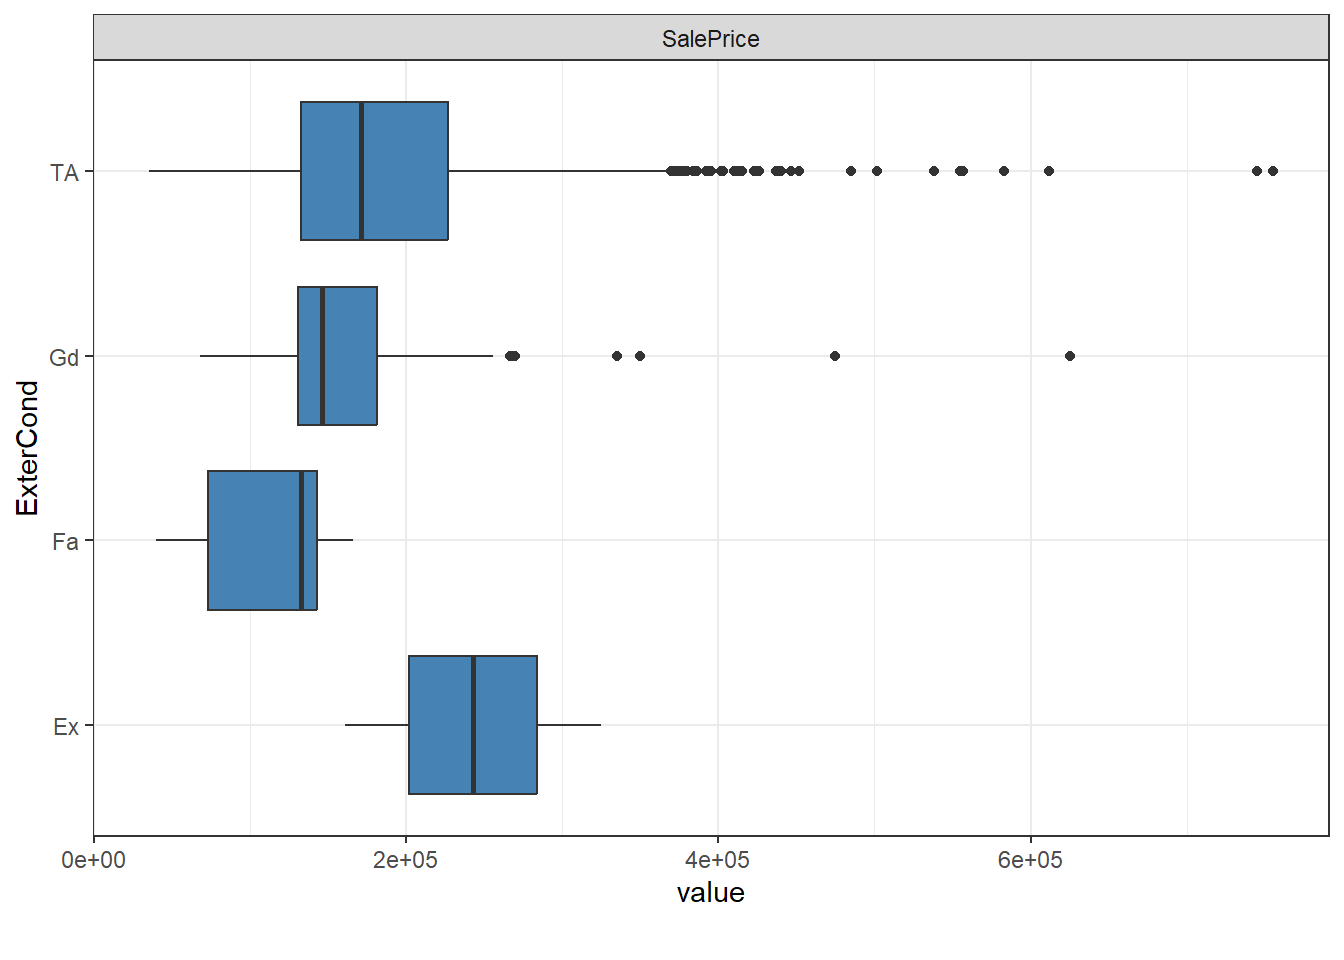 SalePrice
TA
Gd
Fa
Ex
ExterCond
0e+00 2e+05 4e+05 6e+05
value